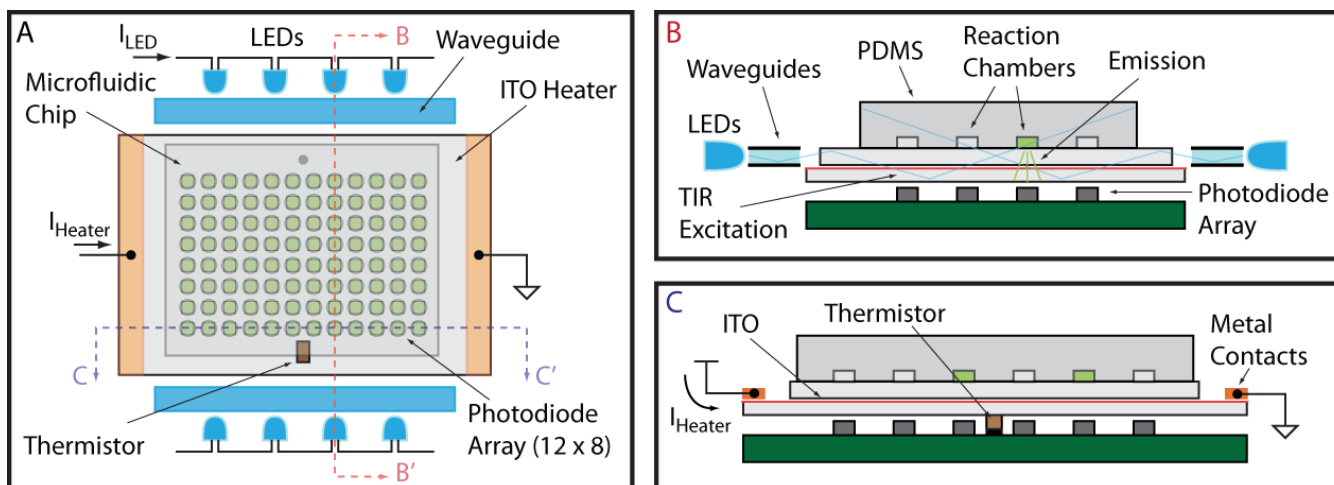 A
I_LED
LEDs
B
Waveguide
Microfluidic
Chip
ITO Heater
I_Heater
C
C'
Thermistor
Photodiode
Array (12 x 8)
B'
B
PDMS
Reaction
Chambers
Emission
Waveguides
LEDs
TIR
Excitation
Photodiode
Array
C
ITO
Thermistor
Metal
Contacts
I_Heater